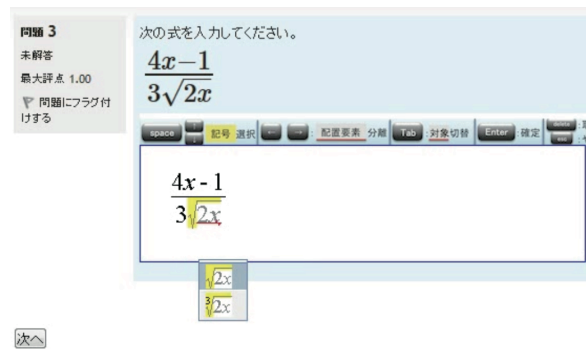 問題 3
未解答
最大評点 1.00
問題にフラグ付
けする
次の式を入力してください。
4x−1
3√2x
space ↑ ↓ 記号 選択 ← → : 配置要素 分離 Tab : 対象切替 Enter : 確定
4x - 1
3√2x
√2x
3√2x
次へ